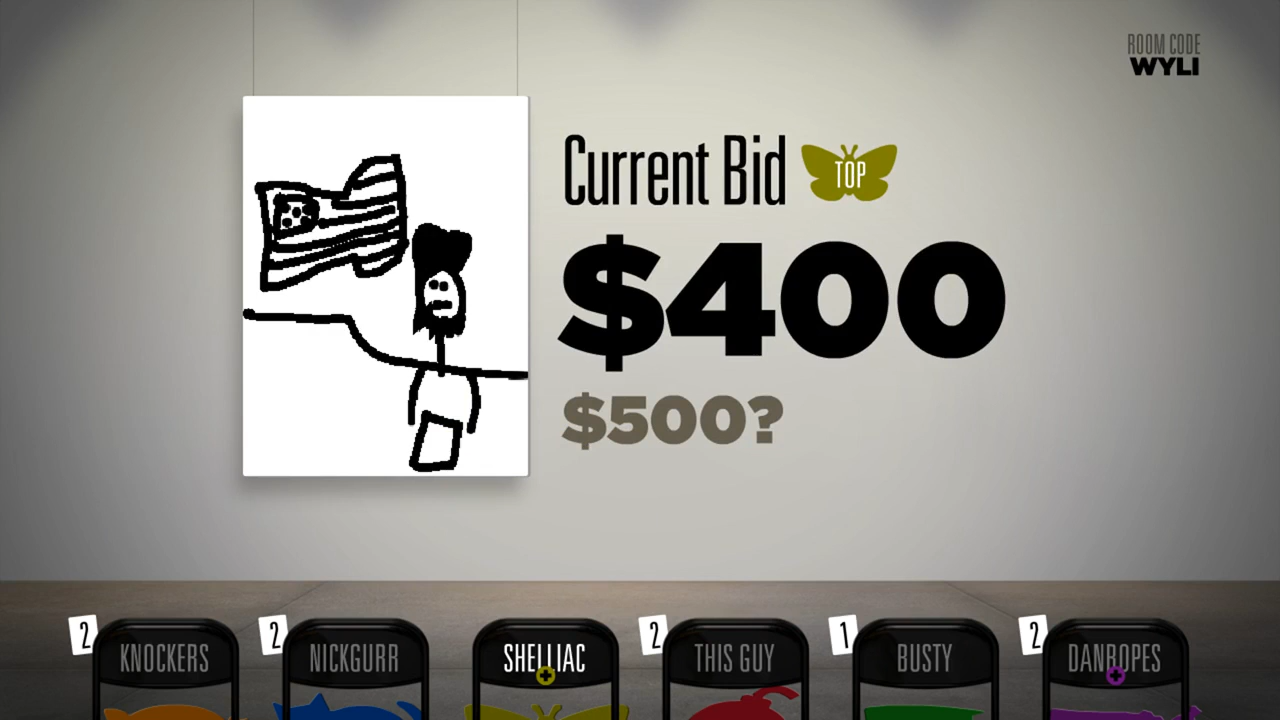 ROOM CODE
WYLI
Current Bid TOP
$400
$500?
2 KNOCKERS
2 NICKGURR
SHELLIAC
2 THIS GUY
1 BUSTY
2 DANROPES